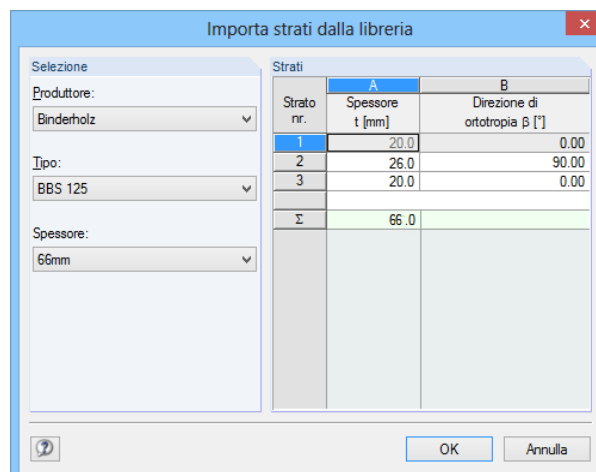 Importa strati dalla libreria
Selezione
Produttore:
Binderholz
Tipo:
BBS 125
Spessore:
66mm
Strati
A B
Strato nr. Spessore t [mm] Direzione di ortotropia β [°]
1 20.0 0.00
2 26.0 90.00
3 20.0 0.00
Σ 66.0
OK Annulla